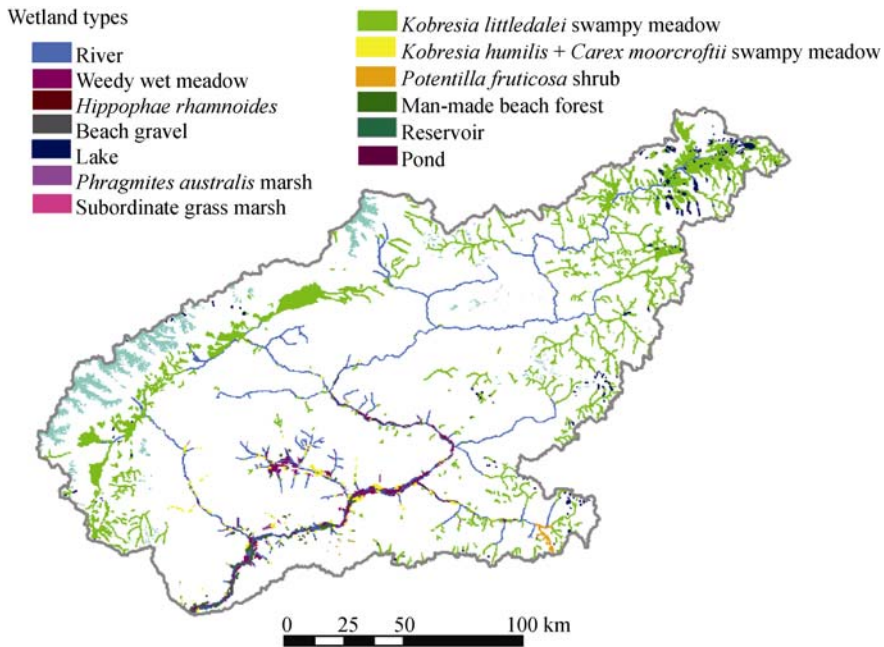 Wetland types
River
Weedy wet meadow
Hippophae rhamnoides
Beach gravel
Lake
Phragmites australis marsh
Subordinate grass marsh
Kobresia littledalei swampy meadow
Kobresia humilis + Carex moorcroftii swampy meadow
Potentilla fruticosa shrub
Man-made beach forest
Reservoir
Pond
0 25 50 100 km